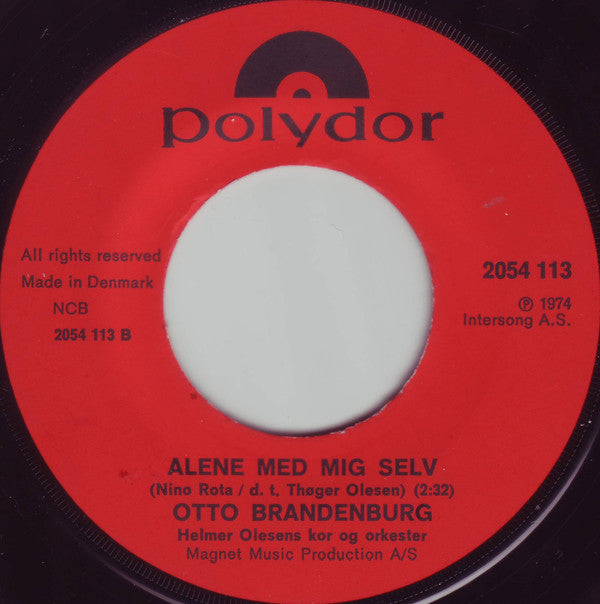 polydor
All rights reserved
Made in Denmark
NCB
2054 113 B
2054 113
Ⓟ 1974
Intersong A.S.
ALENE MED MIG SELV
(Nino Rota / d. t. Thøger Olesen) (2:32)
OTTO BRANDENBURG
Helmer Olesens kor og orkester
Magnet Music Production A/S